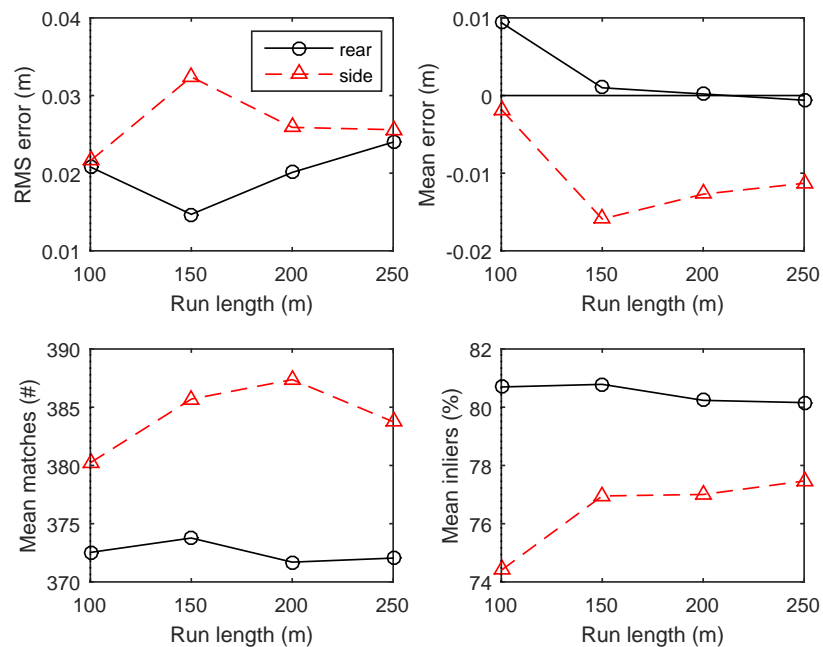 RMS error (m)
0.04
0.03
0.02
0.01
rear
side
100 150 200 250
Run length (m)
Mean error (m)
0.01
0
-0.01
-0.02
100 150 200 250
Run length (m)
Mean matches (#)
390
385
380
375
370
100 150 200 250
Run length (m)
Mean inliers (%)
82
80
78
76
74
100 150 200 250
Run length (m)